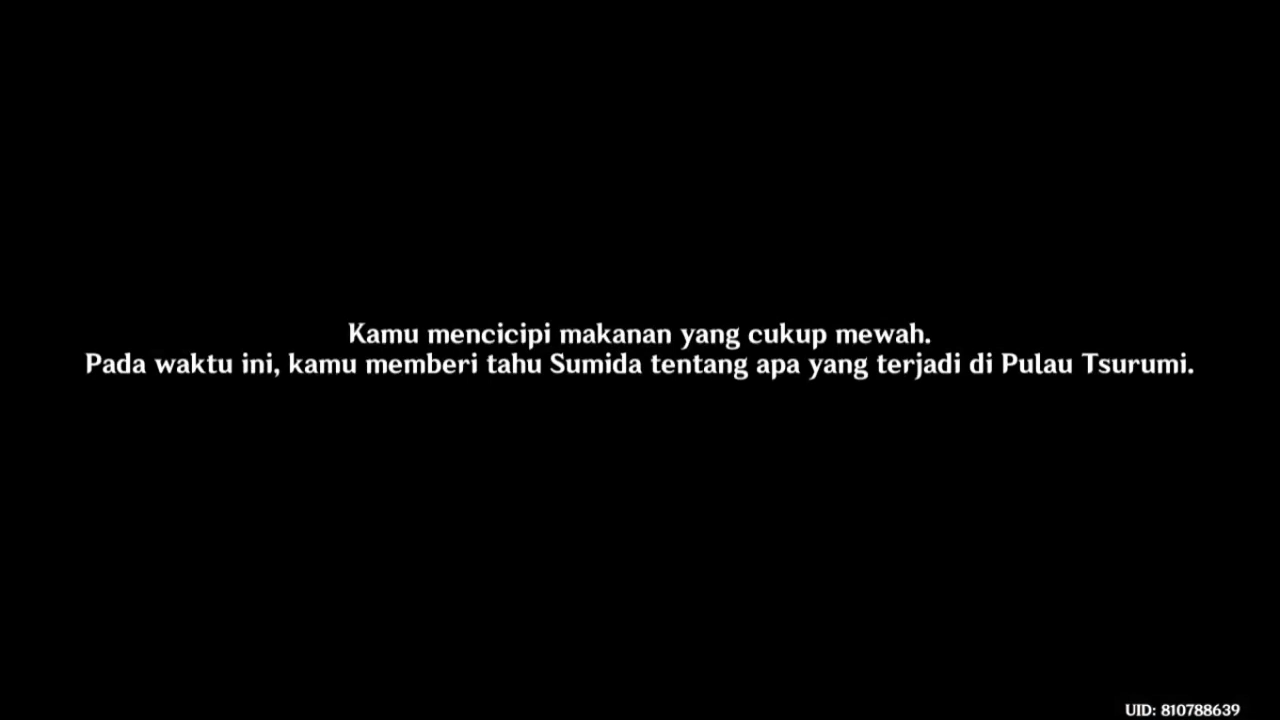 Kamu mencicipi makanan yang cukup mewah.
Pada waktu ini, kamu memberi tahu Sumida tentang apa yang terjadi di Pulau Tsurumi.
UID: 810788639